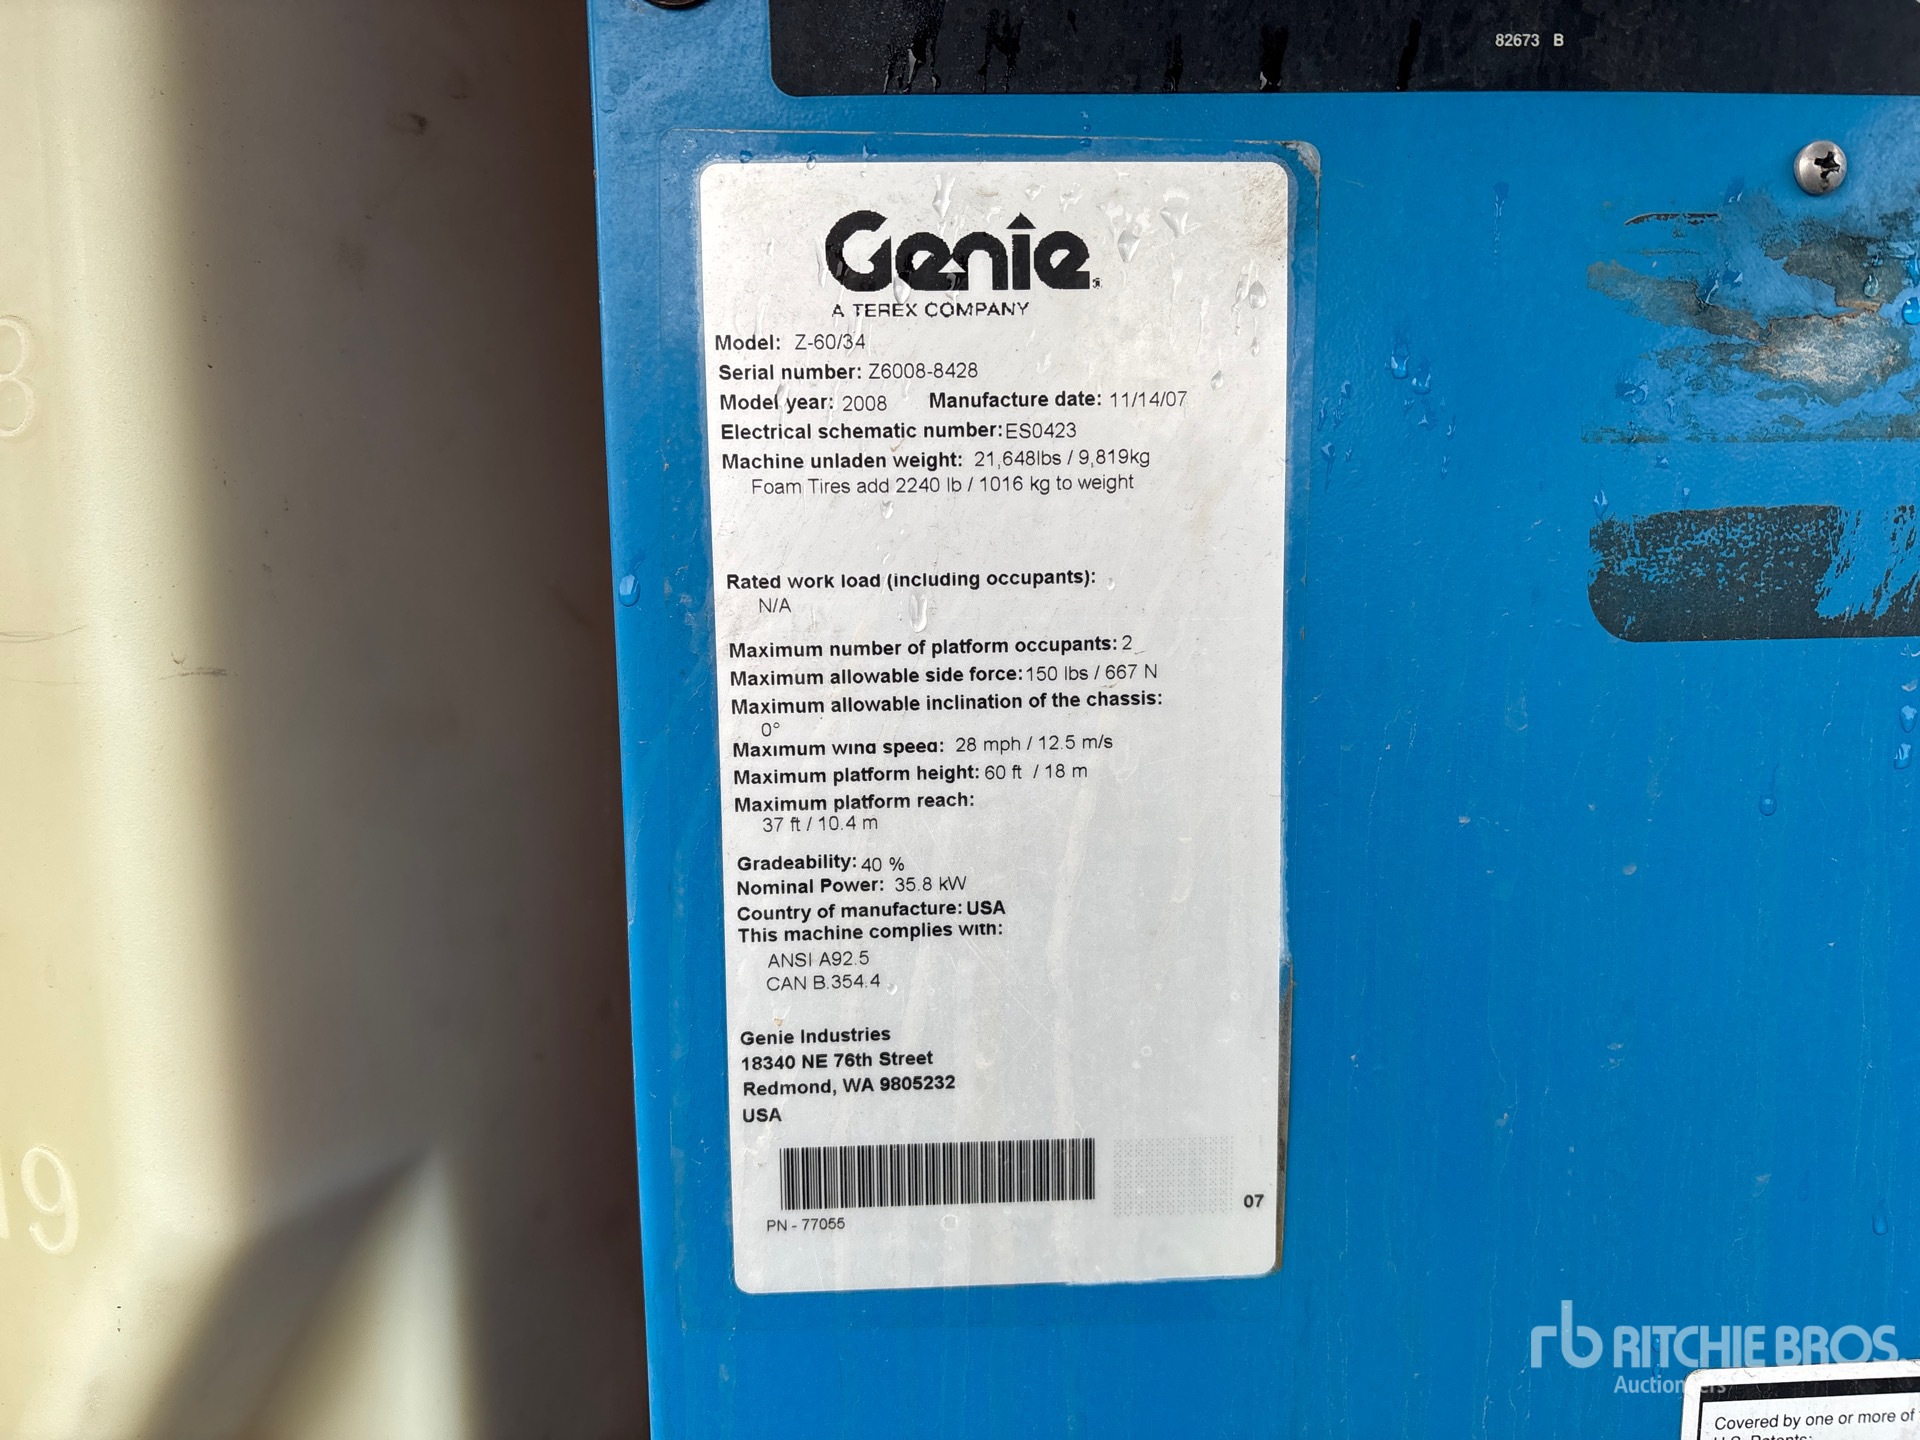 82673 B
Genie
A TEREX COMPANY
Model: Z-60/34
Serial number: Z6008-8428
Model year: 2008 Manufacture date: 11/14/07
Electrical schematic number: ES0423
Machine unladen weight: 21,648lbs / 9,819kg
Foam Tires add 2240 lb / 1016 kg to weight
Rated work load (including occupants):
N/A
Maximum number of platform occupants: 2
Maximum allowable side force: 150 lbs / 667 N
Maximum allowable inclination of the chassis:
0°
Maximum wind speed: 28 mph / 12.5 m/s
Maximum platform height: 60 ft / 18 m
Maximum platform reach:
37 ft / 10.4 m
Gradeability: 40 %
Nominal Power: 35.8 kW
Country of manufacture: USA
This machine complies with:
ANSI A92.5
CAN B.354.4
Genie Industries
18340 NE 76th Street
Redmond, WA 9805232
USA
PN - 77055
07
8
19
rb RITCHIE BROS
Auctioneers
Covered by one or more of
U.S. Patents: